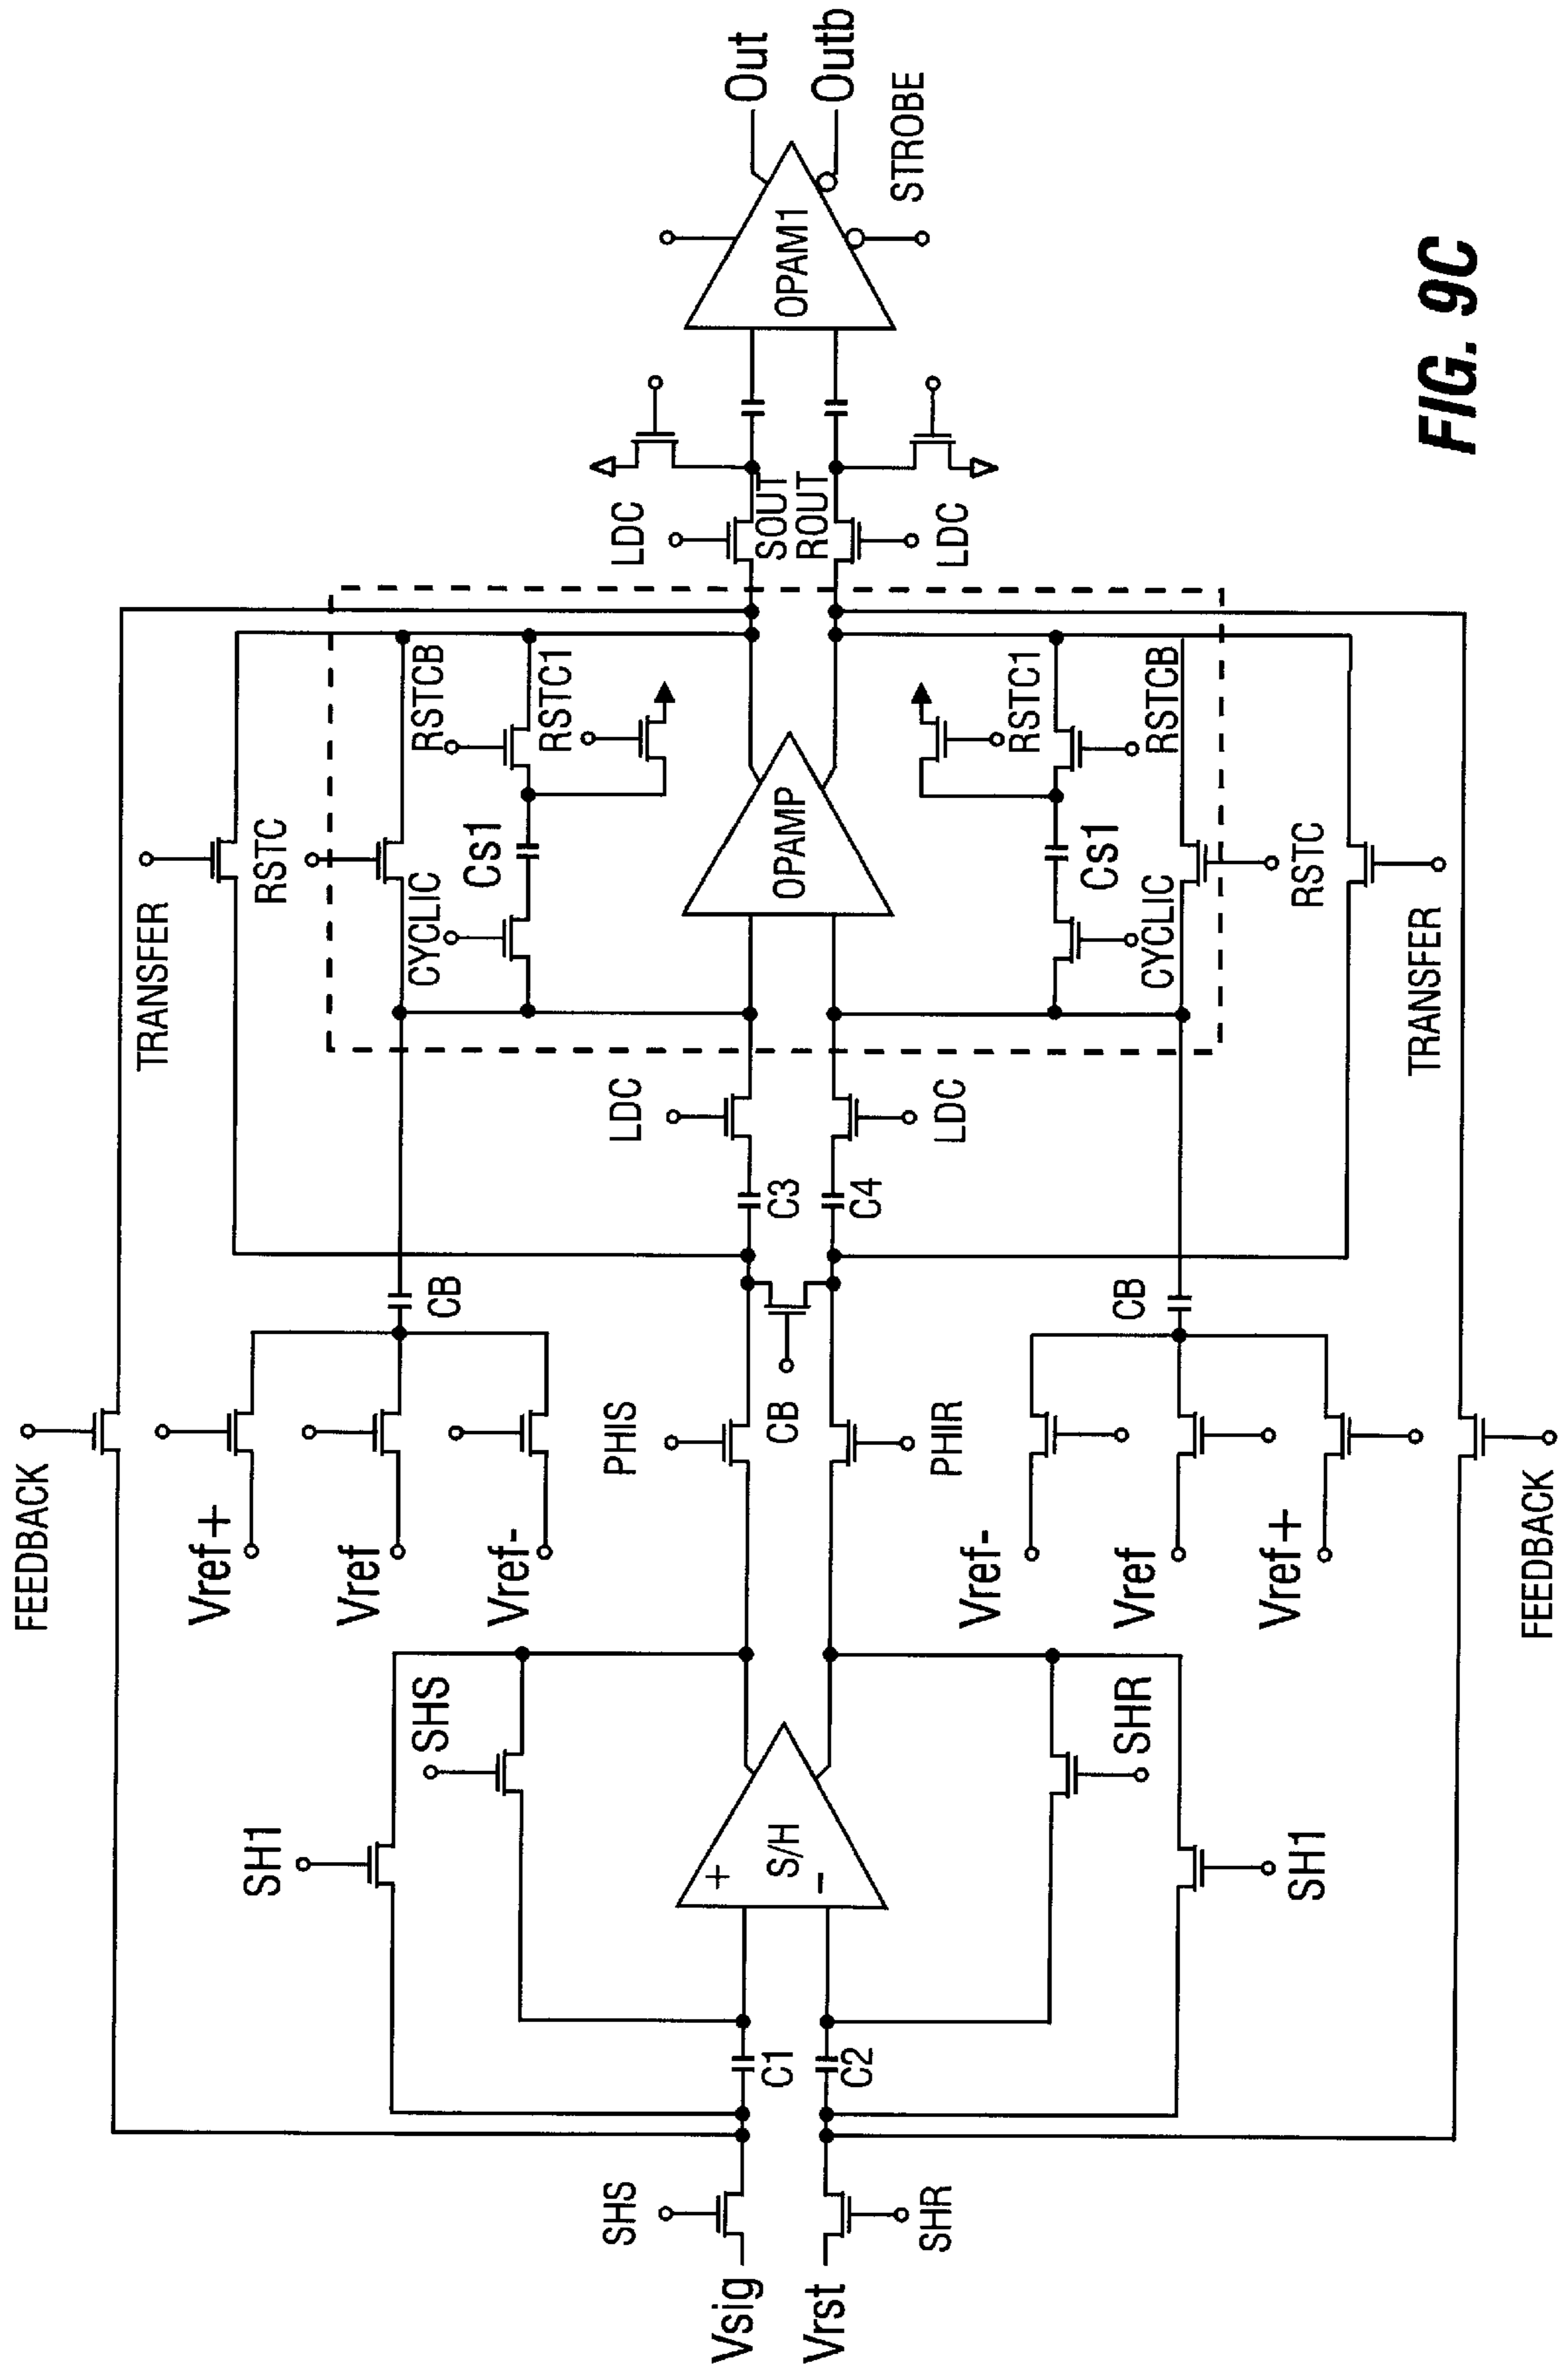 FEEDBACK
TRANSFER
Vref+
RSTC
SH1
Vref
CYCLIC
RSTCB
SHS
Vref-
Cs1
RSTC1
CB
SHS
PHIS
LDC
LDC
Vsig
C1
+
S/H
-
CB
C3
OPAMP
SOUT
OPAM1
Out
Vrst
C2
C4
ROUT
Outb
SHR
PHIR
LDC
LDC
STROBE
Vref-
RSTC1
SHR
CB
Cs1
Vref
CYCLIC
RSTCB
SH1
Vref+
RSTC
TRANSFER
FEEDBACK
FIG. 9C